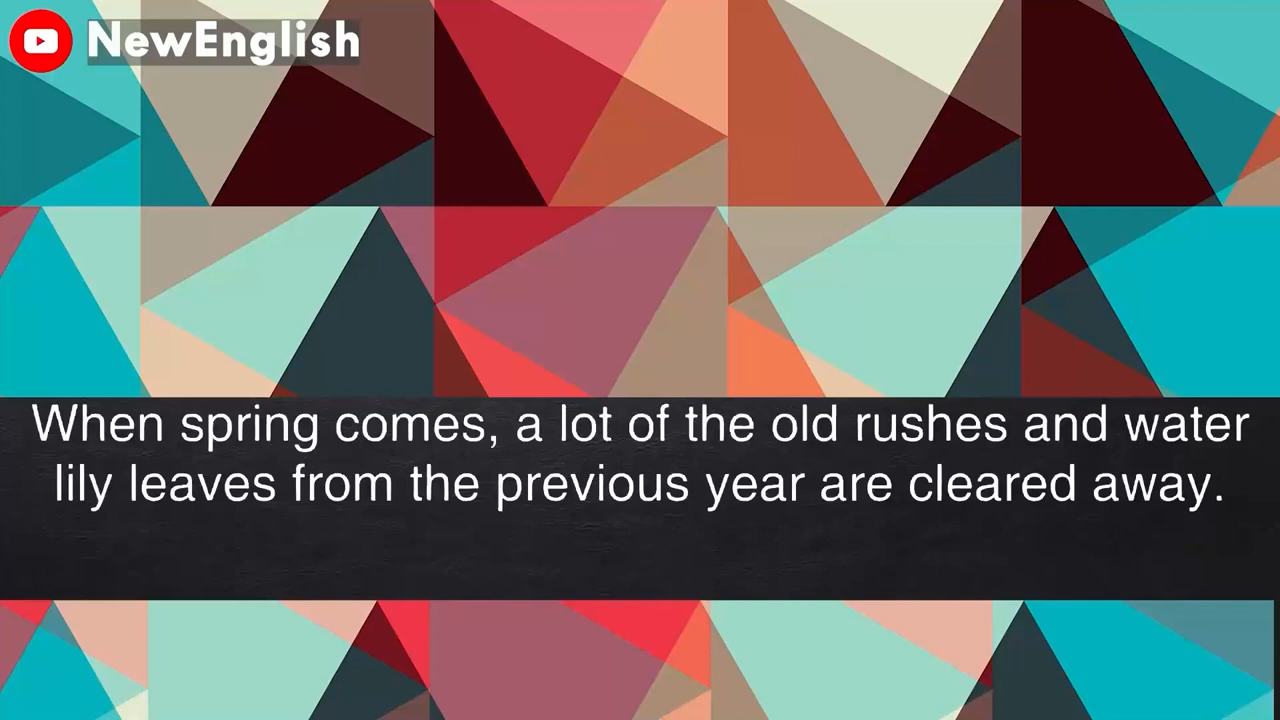 NewEnglish
When spring comes, a lot of the old rushes and water
lily leaves from the previous year are cleared away.